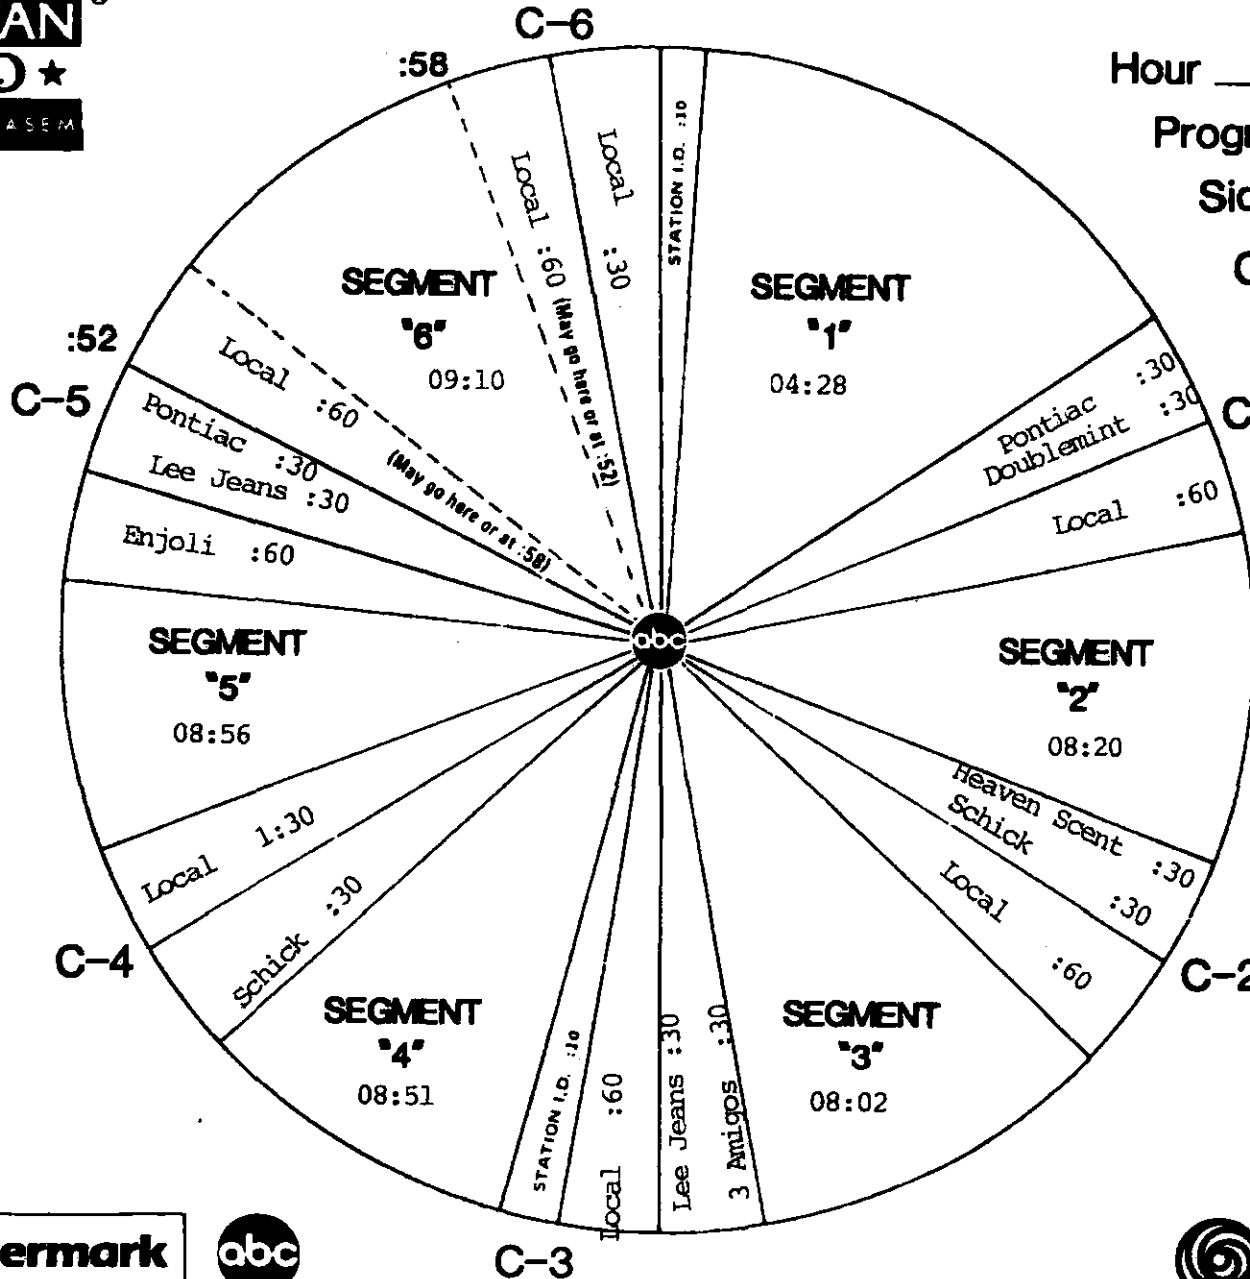 AN
★
ASEM
C-6
:58
Hour
Local :30
STATION I.D. :10
Local :60 (May go here or at :52)
SEGMENT
"6"
09:10
SEGMENT
"1"
04:28
:52
C-5
Local :60
(May go here or at :58)
Pontiac :30
Lee Jeans :30
Enjoli :60
Pontiac :30
Doublemint :30
Local :60
abc
SEGMENT
"5"
08:56
SEGMENT
"2"
08:20
Local 1:30
C-4
Schick :30
Heaven Scent :30
Schick :30
Local :60
C-2
SEGMENT
"4"
08:51
STATION I.D. :10
Local :60
Lee Jeans :30
3 Amigos :30
SEGMENT
"3"
08:02
C-3
ermark
abc